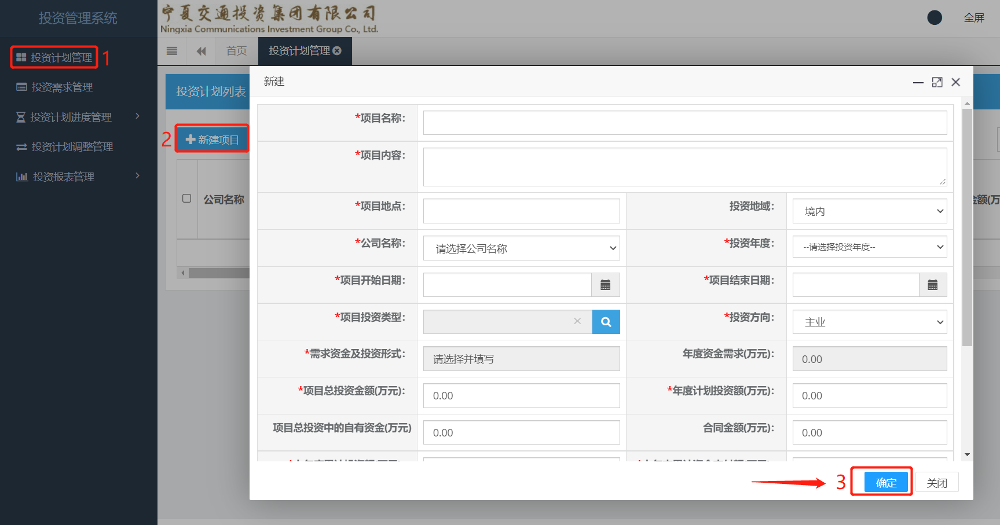 投资管理系统
宁夏交通投资集团有限公司
Ningxia Communications Investment Group Co., Ltd.
全屏
投资计划管理
1
投资需求管理
投资计划进度管理
投资计划调整管理
投资报表管理
首页
投资计划管理
投资计划列表
2
新建项目
公司名称
金额(万
新建
*项目名称:
*项目内容:
*项目地点:
投资地域:
境内
*公司名称:
请选择公司名称
*投资年度:
--请选择投资年度--
*项目开始日期:
*项目结束日期:
*项目投资类型:
*投资方向:
主业
*需求资金及投资形式:
请选择并填写
年度资金需求(万元):
0.00
*项目总投资金额(万元):
0.00
*年度计划投资额(万元):
0.00
项目总投资中的自有资金(万元)
0.00
合同金额(万元):
0.00
3
确定
关闭